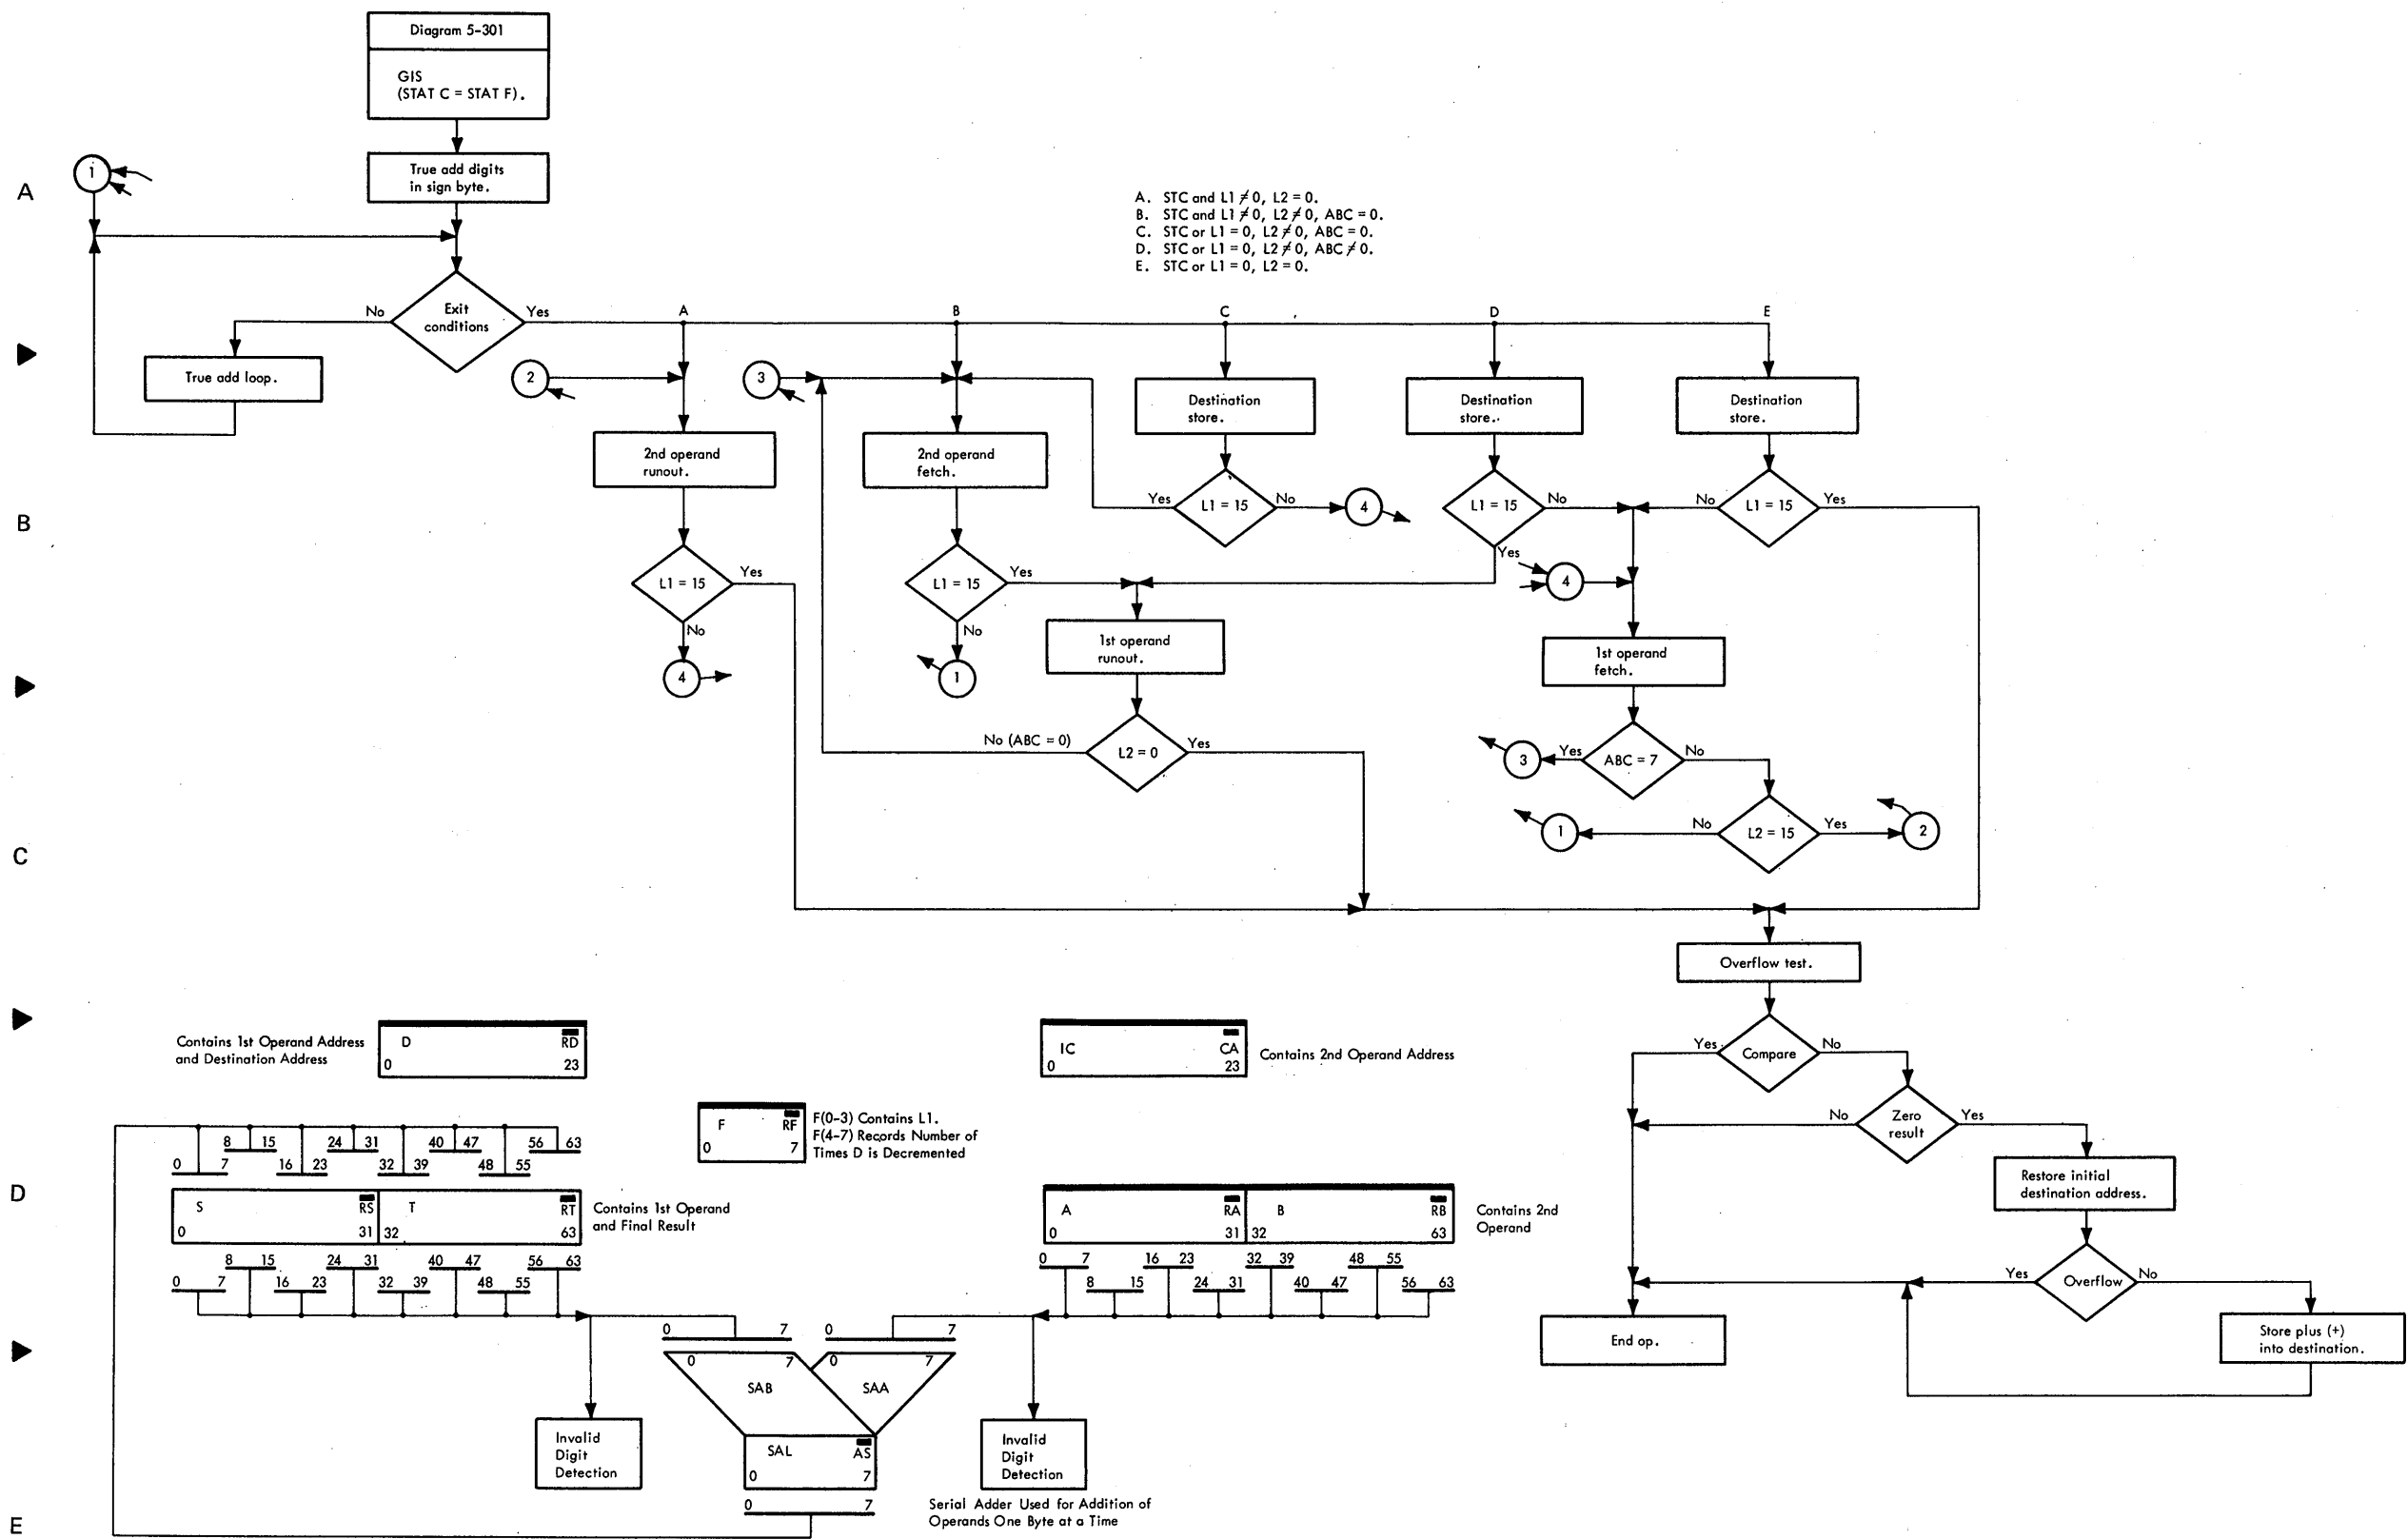 Diagram 5-301
GIS
(STAT C = STAT F).
True add digits
in sign byte.
1
A
A. STC and L1 ≠ 0, L2 = 0.
B. STC and L1 ≠ 0, L2 ≠ 0, ABC = 0.
C. STC or L1 = 0, L2 ≠ 0, ABC = 0.
D. STC or L1 = 0, L2 ≠ 0, ABC ≠ 0.
E. STC or L1 = 0, L2 = 0.
No
Exit
conditions
Yes
A
B
C
D
E
True add loop.
2
3
Destination
store.
Destination
store.
Destination
store.
2nd operand
runout.
2nd operand
fetch.
B
Yes
L1 = 15
No
4
L1 = 15
No
No
L1 = 15
Yes
Yes
L1 = 15
Yes
L1 = 15
Yes
4
No
No
4
1
1st operand
runout.
1st operand
fetch.
No (ABC = 0)
L2 = 0
Yes
3
Yes
ABC = 7
No
1
No
L2 = 15
Yes
2
C
Overflow test.
Yes
Compare
No
No
Zero
result
Yes
Restore initial
destination address.
Yes
Overflow
No
End op.
Store plus (+)
into destination.
Contains 1st Operand Address
and Destination Address
D RD
0 23
IC CA
0 23
Contains 2nd Operand Address
F RF
0 7
F(0-3) Contains L1.
F(4-7) Records Number of
Times D is Decremented
8 15 24 31 40 47 56 63
0 7 16 23 32 39 48 55
D
S RS T RT
0 31 32 63
Contains 1st Operand
and Final Result
A RA B RB
0 31 32 63
Contains 2nd
Operand
8 15 24 31 40 47 56 63
0 7 16 23 32 39 48 55
0 7 16 23 32 39 48 55
8 15 24 31 40 47 56 63
0 7 0 7
0 7 0 7
SAB SAA
Invalid
Digit
Detection
SAL AS
0 7
Invalid
Digit
Detection
0 7
Serial Adder Used for Addition of
Operands One Byte at a Time
E